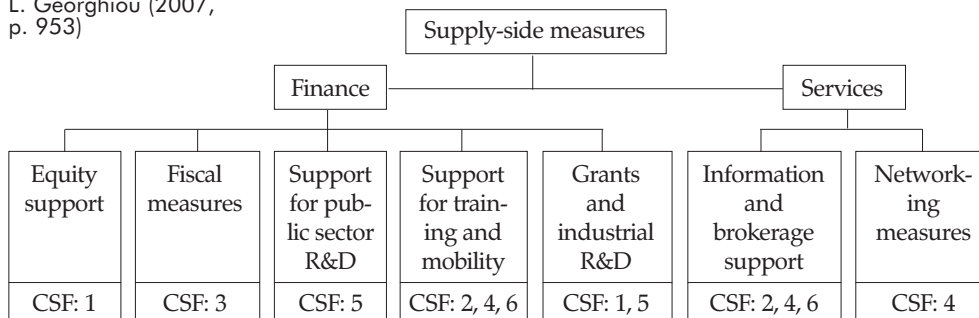 L. Georghiou (2007,
p. 953)
Supply-side measures
Finance
Services
Equity
support
CSF: 1
Fiscal
measures
CSF: 3
Support
for pub-
lic sector
R&D
CSF: 5
Support
for train-
ing and
mobility
CSF: 2, 4, 6
Grants
and
industrial
R&D
CSF: 1, 5
Information
and
brokerage
support
CSF: 2, 4, 6
Network-
ing
measures
CSF: 4